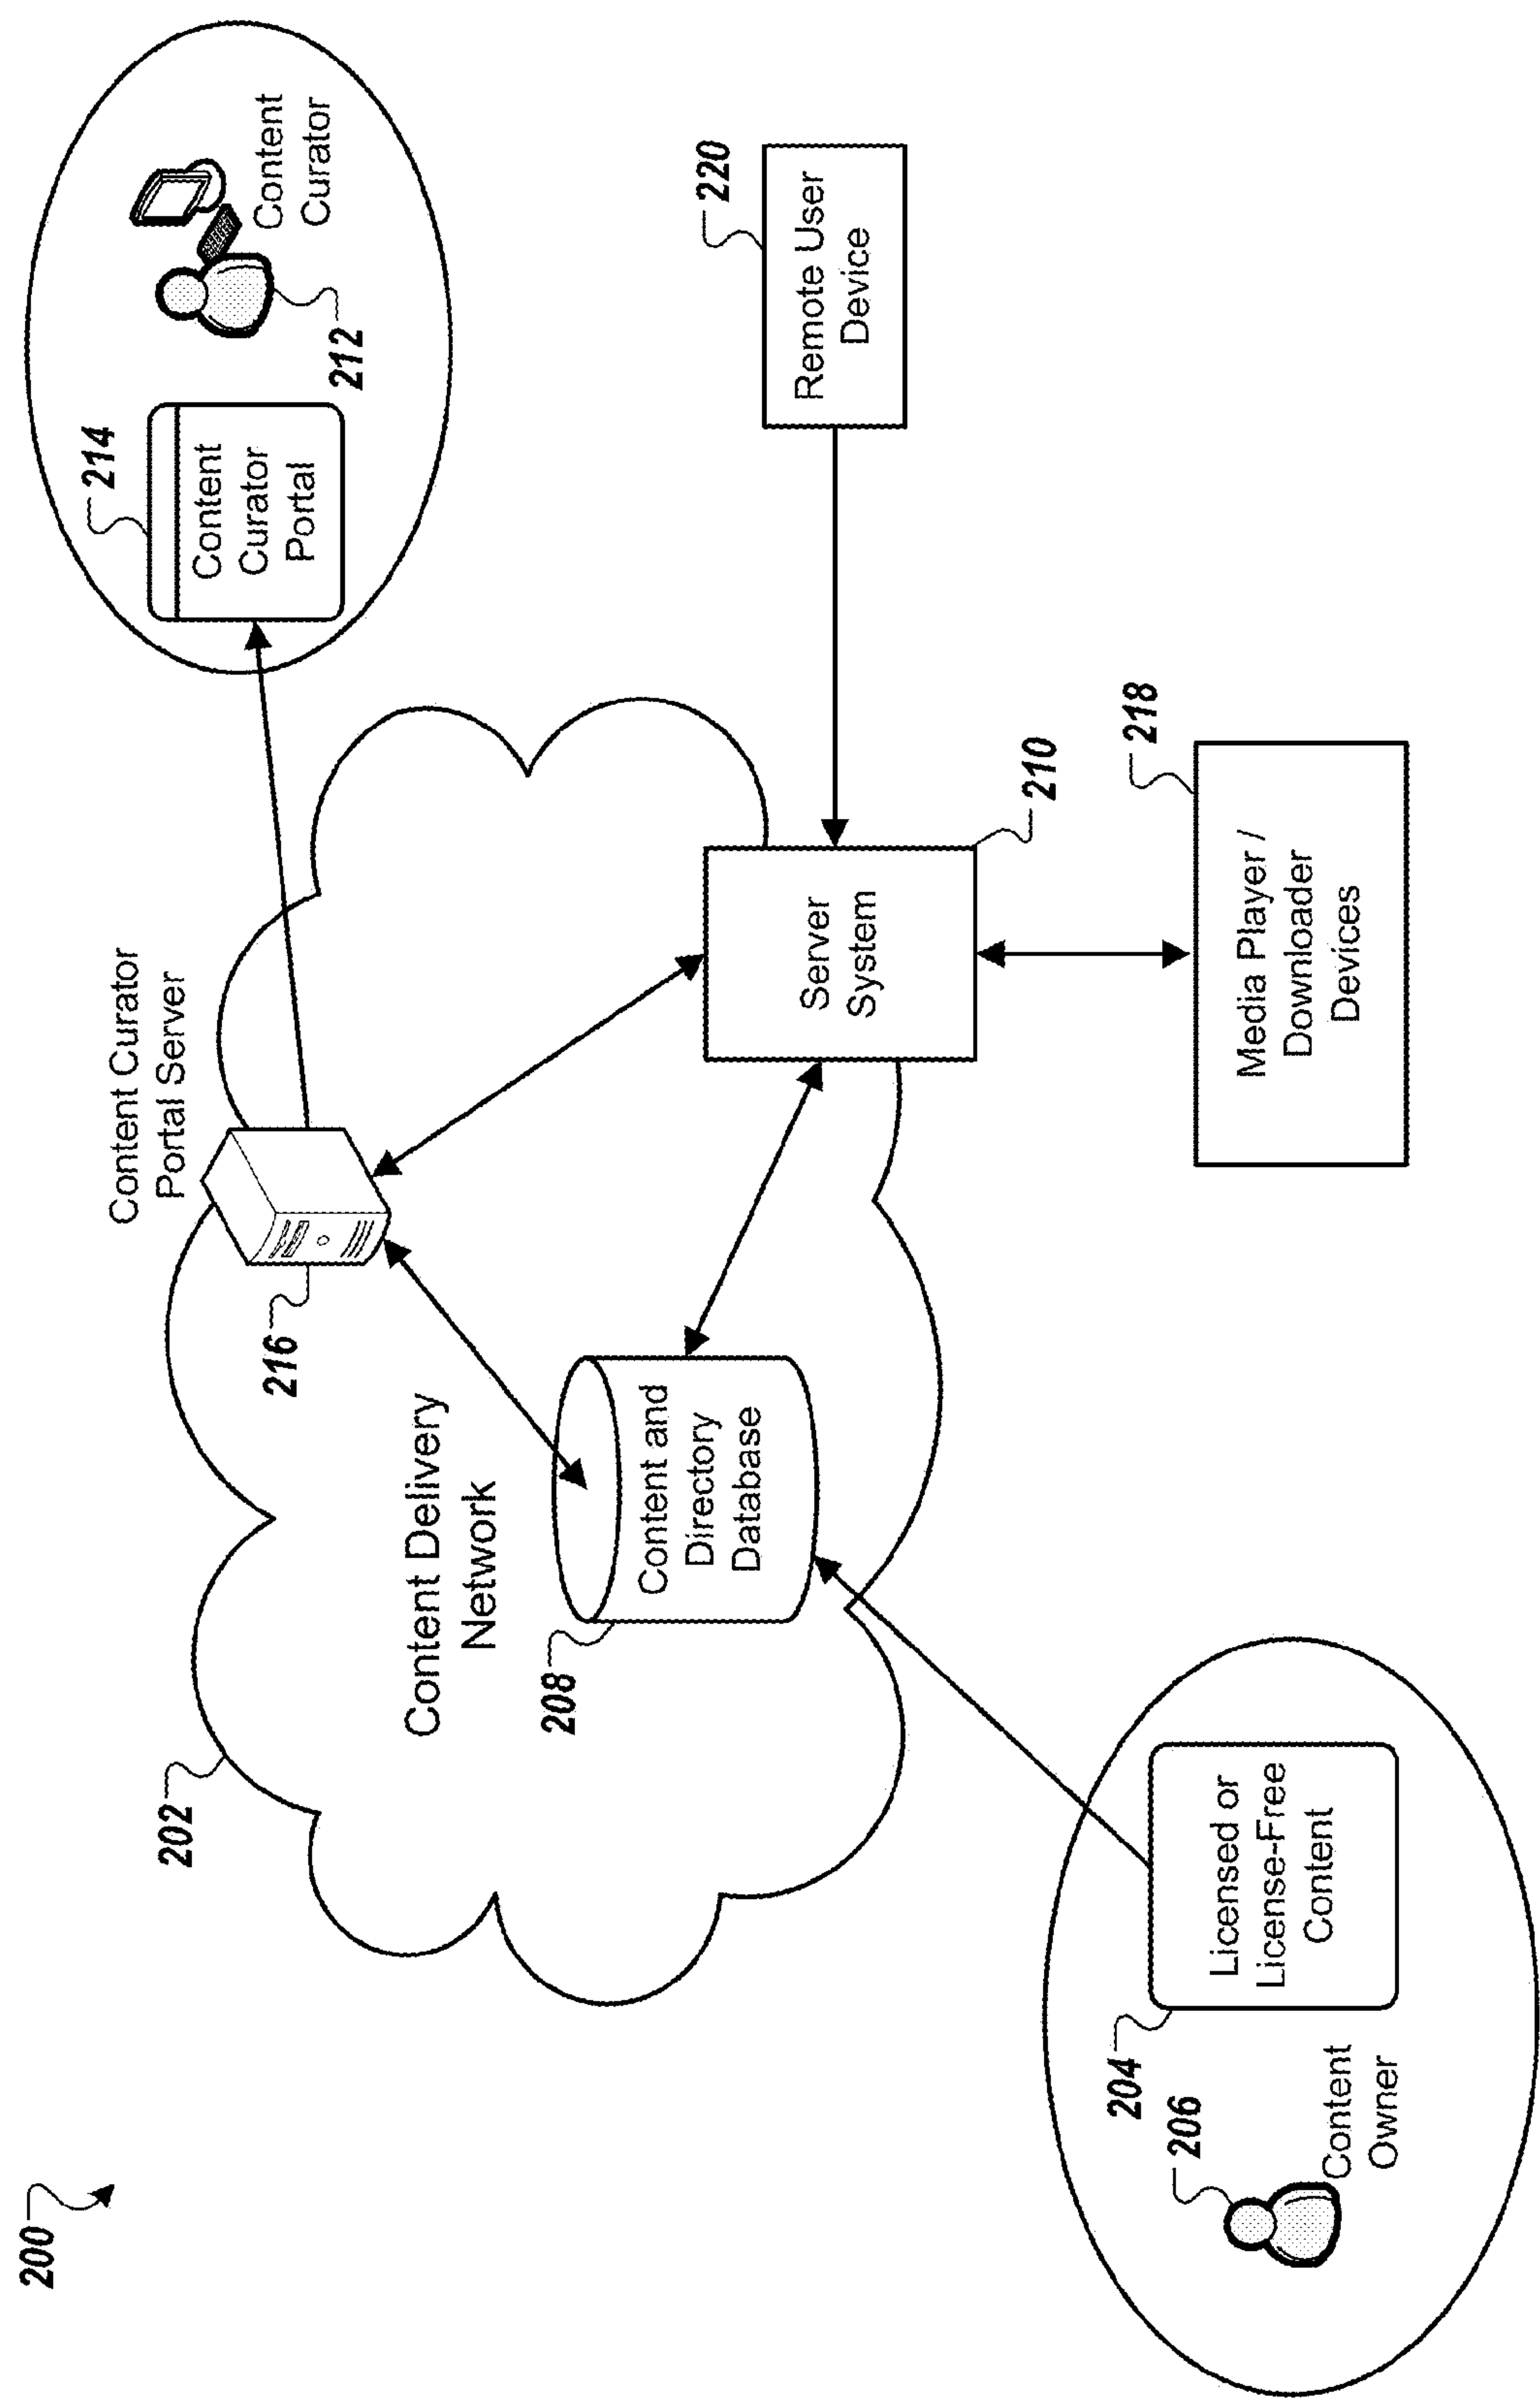 200
202
Content Delivery
Network
Content Curator
Portal Server
216
214
Content
Curator
Portal
212
Content
Curator
208
Content and
Directory
Database
Server
System
210
220
Remote User
Device
218
Media Player /
Downloader
Devices
206
Content
Owner
204
Licensed or
License-Free
Content